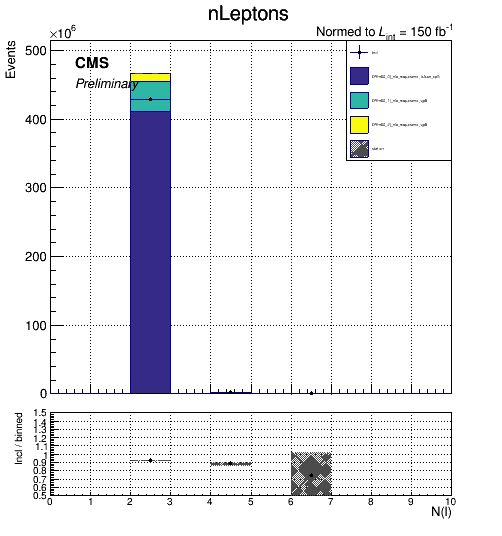 nLeptons
Normed to L_int = 150 fb^-1
×10^6
Events
CMS
Preliminary
500
400
300
200
100
0
Incl / binned
1.5
1.4
1.3
1.2
1.1
1
0.9
0.8
0.7
0.6
0.5
0 1 2 3 4 5 6 7 8 9 10
N(l)